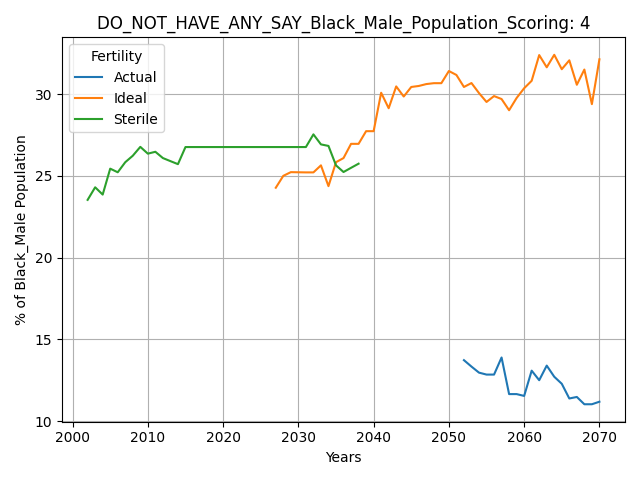 DO_NOT_HAVE_ANY_SAY_Black_Male_Population_Scoring: 4
Fertility
Actual
Ideal
Sterile
% of Black_Male Population
30
25
20
15
10
2000 2010 2020 2030 2040 2050 2060 2070
Years